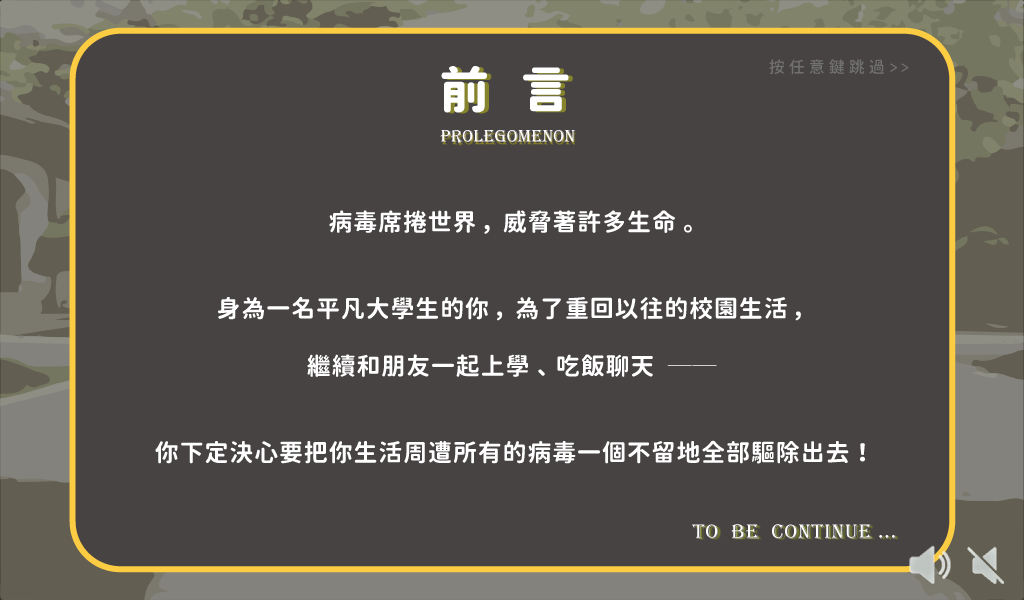 按任意鍵跳過>>
前言
PROLEGOMENON
病毒席捲世界，威脅著許多生命。
身為一名平凡大學生的你，為了重回以往的校園生活，
繼續和朋友一起上學、吃飯聊天 ——
你下定決心要把你生活周遭所有的病毒一個不留地全部驅除出去！
TO BE CONTINUE ...